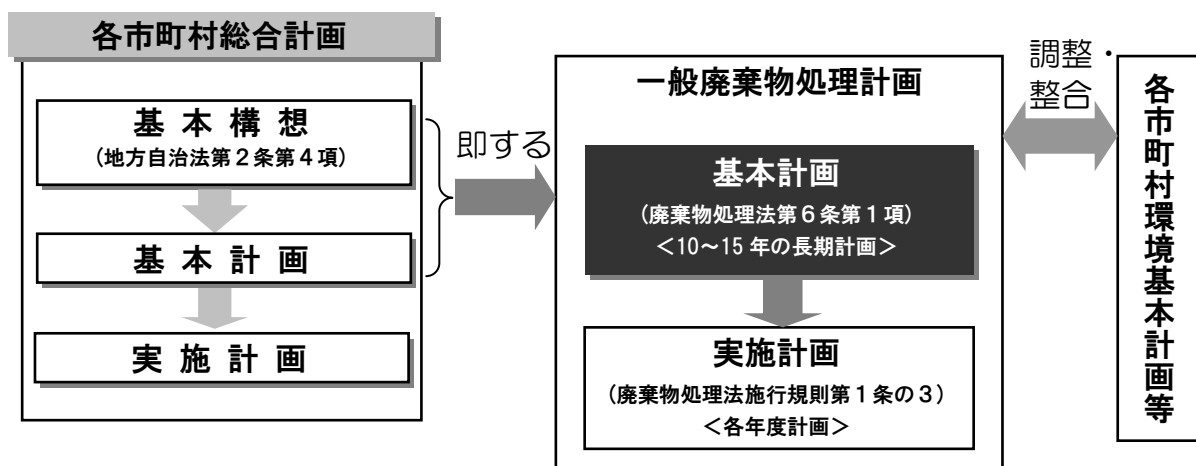 各市町村総合計画
基本構想
（地方自治法第２条第４項）
基本計画
実施計画
即する
一般廃棄物処理計画
基本計画
（廃棄物処理法第６条第１項）
＜10～15年の長期計画＞
実施計画
（廃棄物処理法施行規則第１条の３）
＜各年度計画＞
調整・
整合
各市町村環境基本計画等